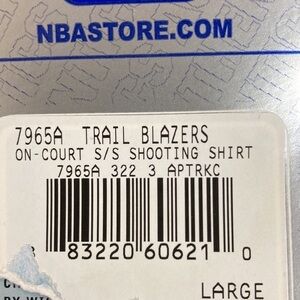 NBASTORE.COM
7965A TRAIL BLAZERS
ON-COURT S/S SHOOTING SHIRT
7965A 322 3 APTRKC
83220 60621 0
LARGE